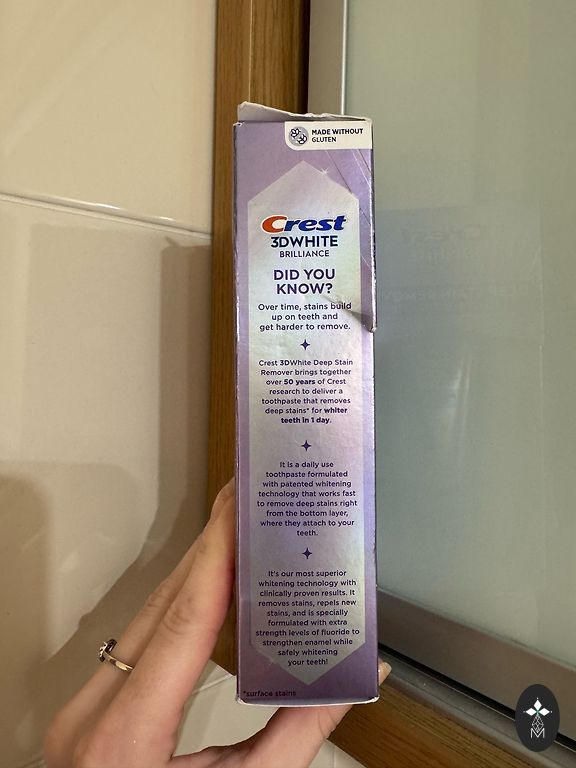 MADE WITHOUT
GLUTEN
Crest
3DWHITE
BRILLIANCE
DID YOU
KNOW?
Over time, stains build
up on teeth and
get harder to remove.
Crest 3DWhite Deep Stain
Remover brings together
over 50 years of Crest
research to deliver a
toothpaste that removes
deep stains* for whiter
teeth in 1 day.
It is a daily use
toothpaste formulated
with patented whitening
technology that works fast
to remove deep stains right
from the bottom layer,
where they attach to your
teeth.
It's our most superior
whitening technology with
clinically proven results. It
removes stains, repels new
stains, and is specially
formulated with extra
strength levels of fluoride to
strengthen enamel while
safely whitening
your teeth!
*surface stains
M